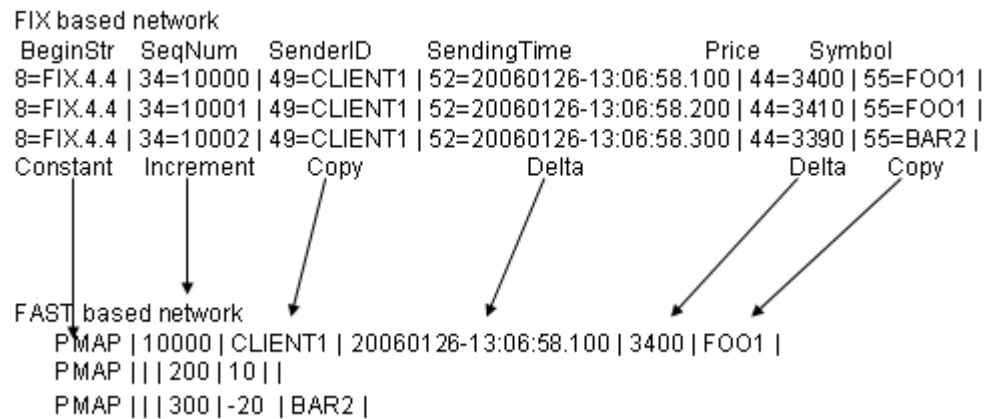 FIX based network
BeginStr SeqNum SenderID SendingTime Price Symbol
8=FIX.4.4 | 34=10000 | 49=CLIENT1 | 52=20060126-13:06:58.100 | 44=3400 | 55=FOO1 |
8=FIX.4.4 | 34=10001 | 49=CLIENT1 | 52=20060126-13:06:58.200 | 44=3410 | 55=FOO1 |
8=FIX.4.4 | 34=10002 | 49=CLIENT1 | 52=20060126-13:06:58.300 | 44=3390 | 55=BAR2 |
Constant Increment Copy Delta Delta Copy
FAST based network
PMAP | 10000 | CLIENT1 | 20060126-13:06:58.100 | 3400 | FOO1 |
PMAP | | | 200 | 10 | |
PMAP | | | 300 | -20 | BAR2 |